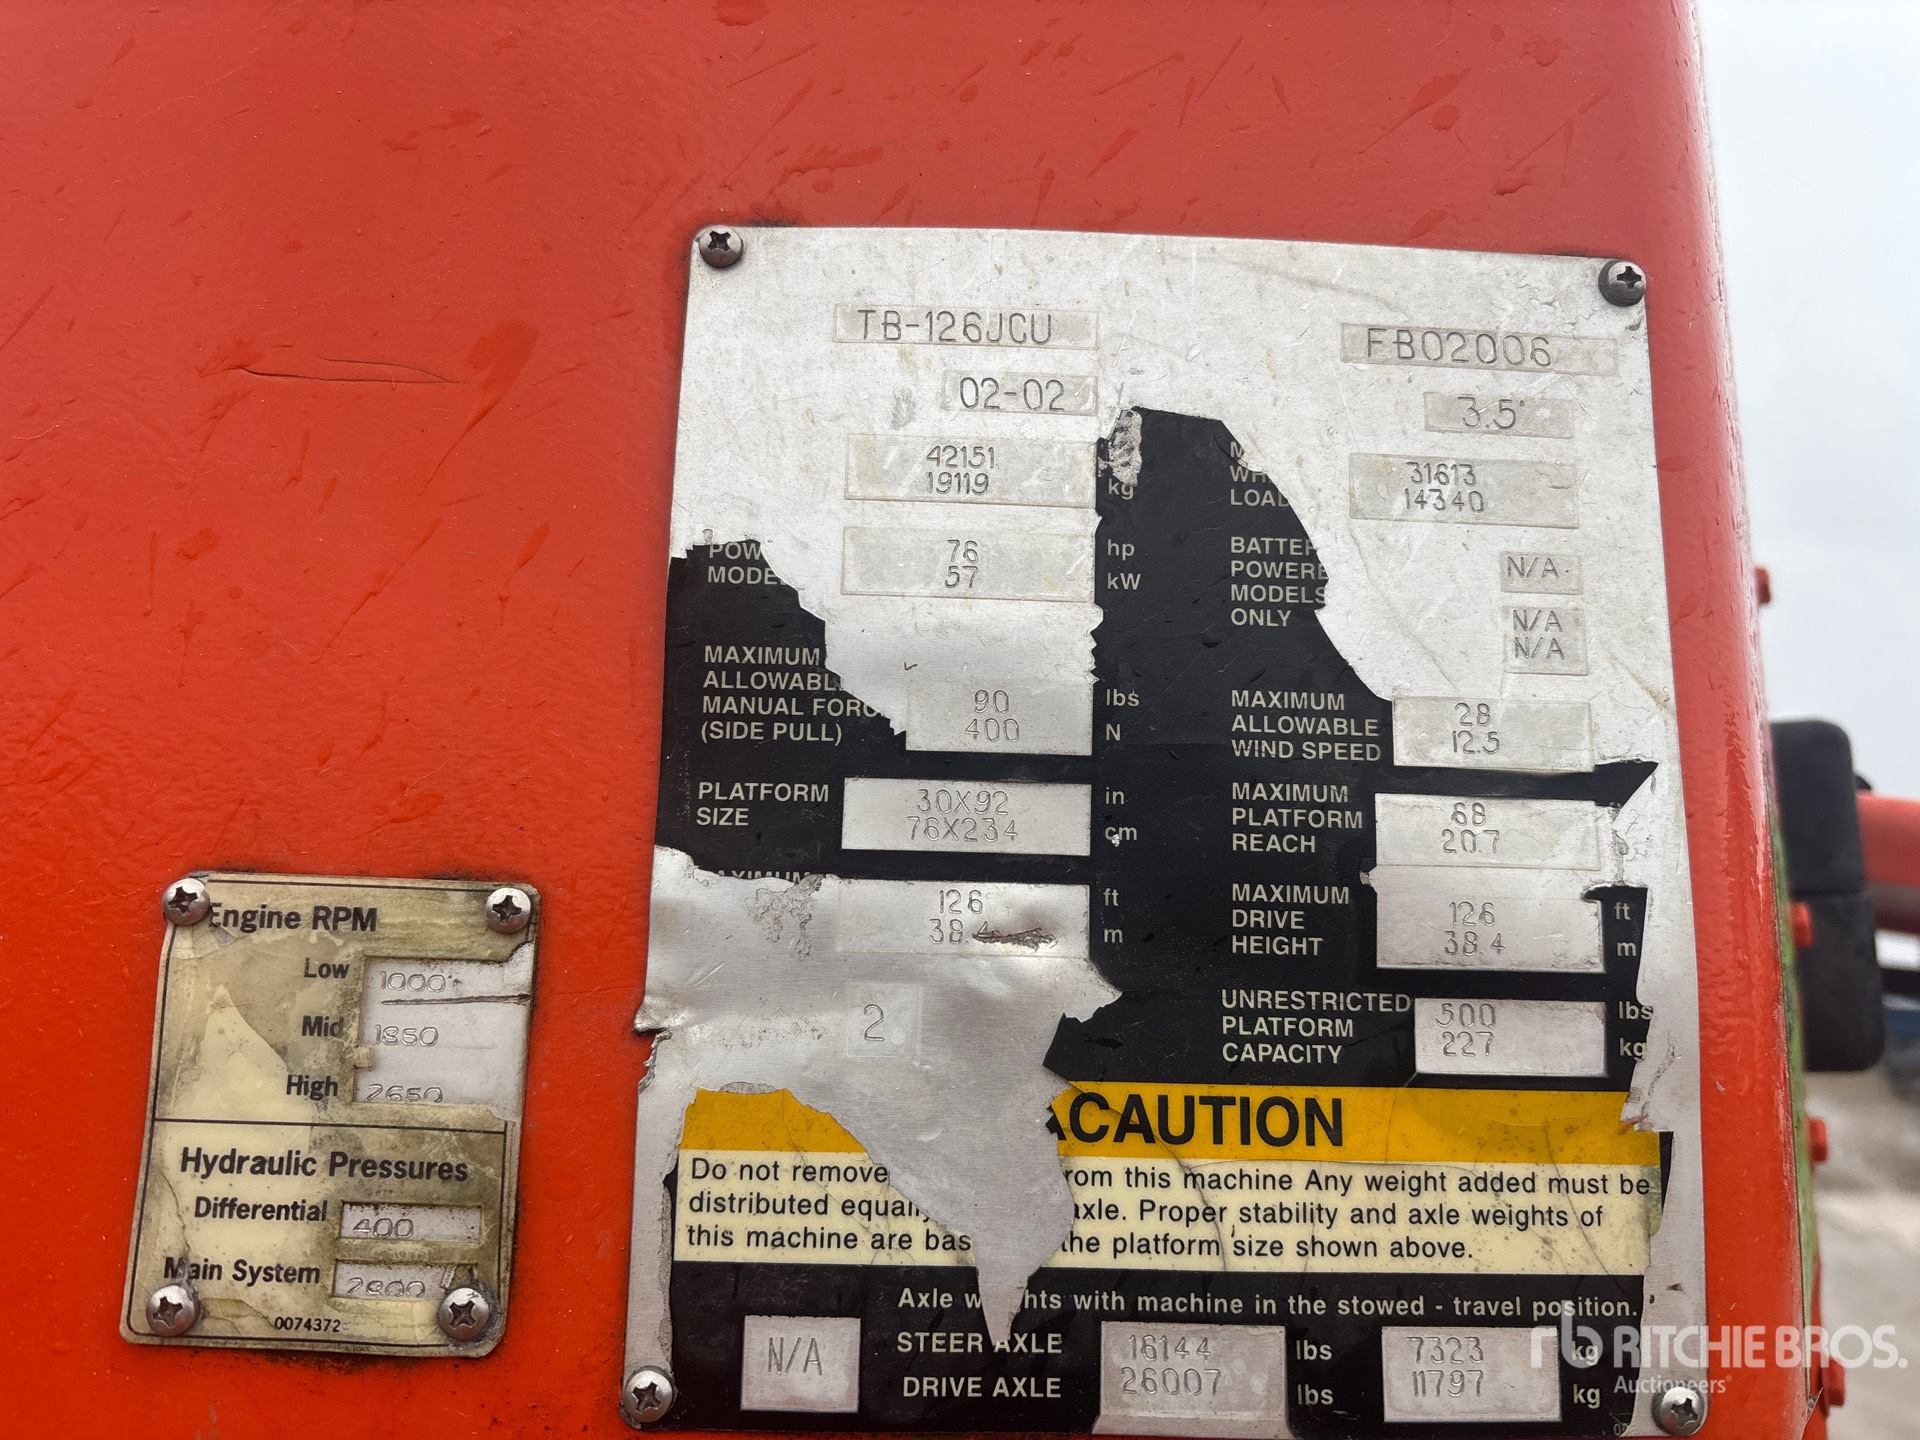 TB-126JCU
FB02006
02-02
3.5°
42151
19119
kg
WH
LOAD
31613
14340
POW
MODE
76
57
hp
kW
BATTER
POWERE
MODELS
ONLY
N/A
N/A
N/A
MAXIMUM
ALLOWABL
MANUAL FORC
(SIDE PULL)
90
400
lbs
N
MAXIMUM
ALLOWABLE
WIND SPEED
28
12.5
PLATFORM
SIZE
30X92
76X234
in
cm
MAXIMUM
PLATFORM
REACH
68
20.7
MAXIMUM
126
38.4
ft
m
MAXIMUM
DRIVE
HEIGHT
126
38.4
ft
m
2
UNRESTRICTED
PLATFORM
CAPACITY
500
227
lbs
kg
CAUTION
Do not remove rom this machine Any weight added must be
distributed equally axle. Proper stability and axle weights of
this machine are bas the platform size shown above.
Axle w hts with machine in the stowed - travel position.
N/A
STEER AXLE 16144 lbs 7323 kg
DRIVE AXLE 26007 lbs 11797 kg
Engine RPM
Low 1000
Mid 1850
High 2650
Hydraulic Pressures
Differential 400
Main System 2800
0074372
rb RITCHIE BROS.
Auctioneers